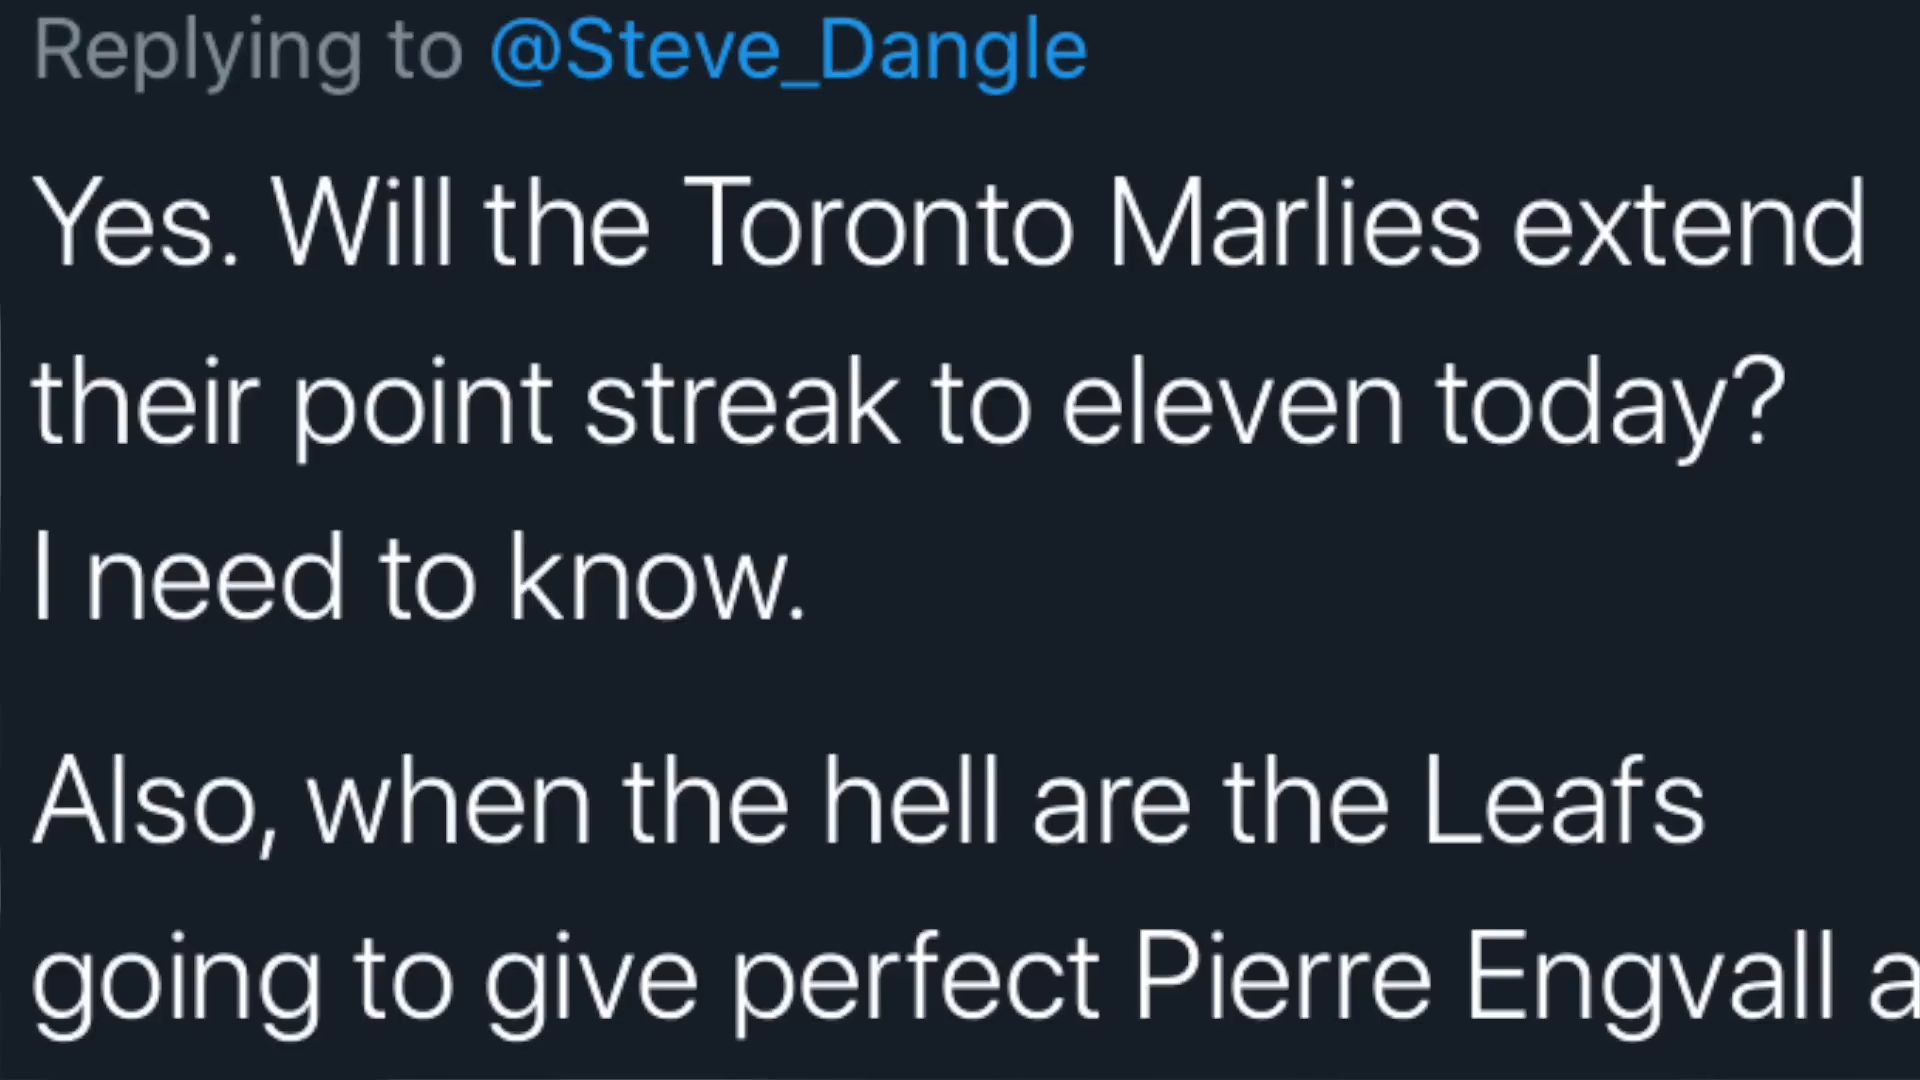 Replying to @Steve_Dangle
Yes. Will the Toronto Marlies extend
their point streak to eleven today?
I need to know.
Also, when the hell are the Leafs
going to give perfect Pierre Engvall a